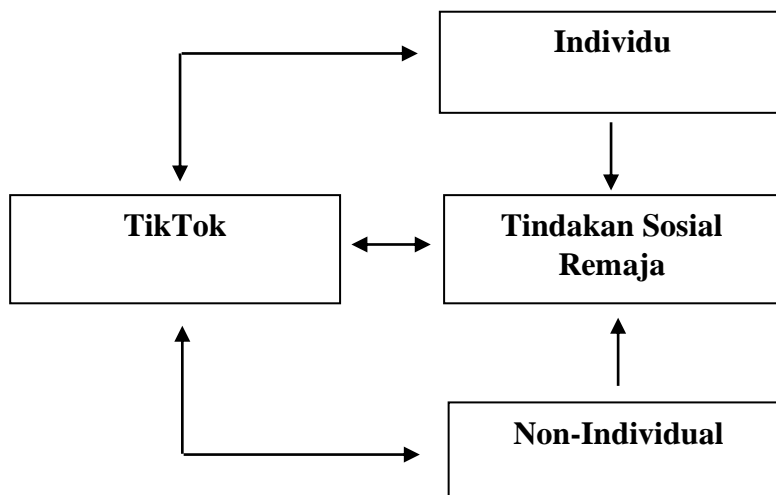 Individu
TikTok
Tindakan Sosial
Remaja
Non-Individual